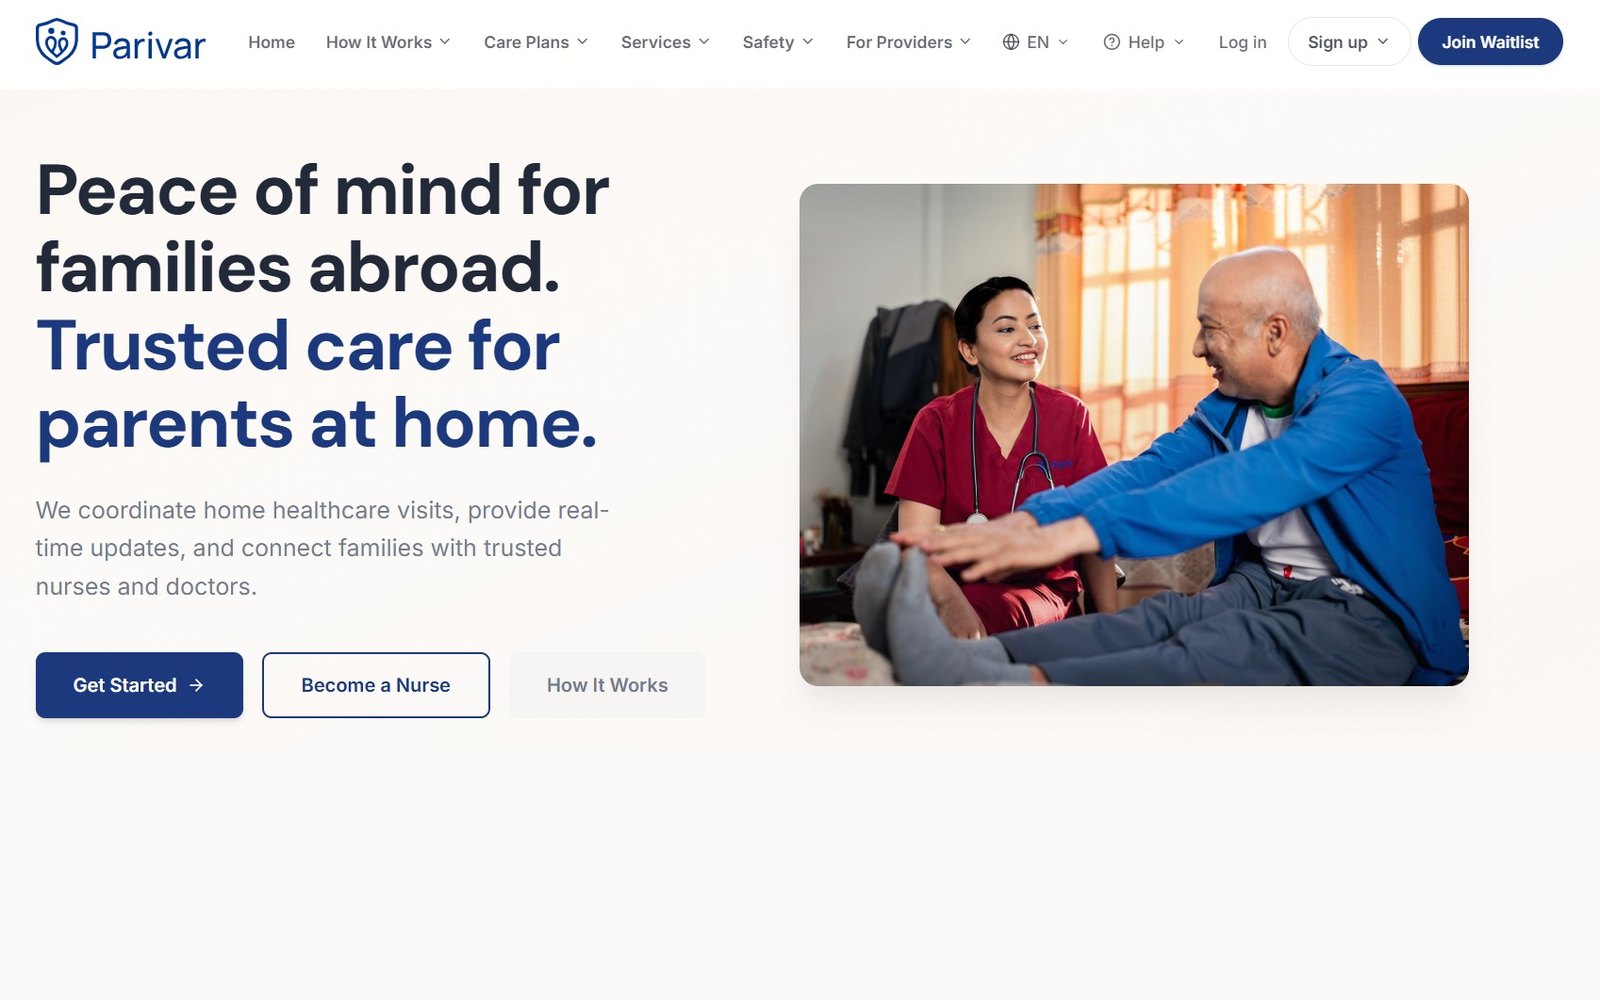 Parivar
Home
How It Works
Care Plans
Services
Safety
For Providers
EN
Help
Log in
Sign up
Join Waitlist
Peace of mind for
families abroad.
Trusted care for
parents at home.
We coordinate home healthcare visits, provide real-
time updates, and connect families with trusted
nurses and doctors.
Get Started →
Become a Nurse
How It Works